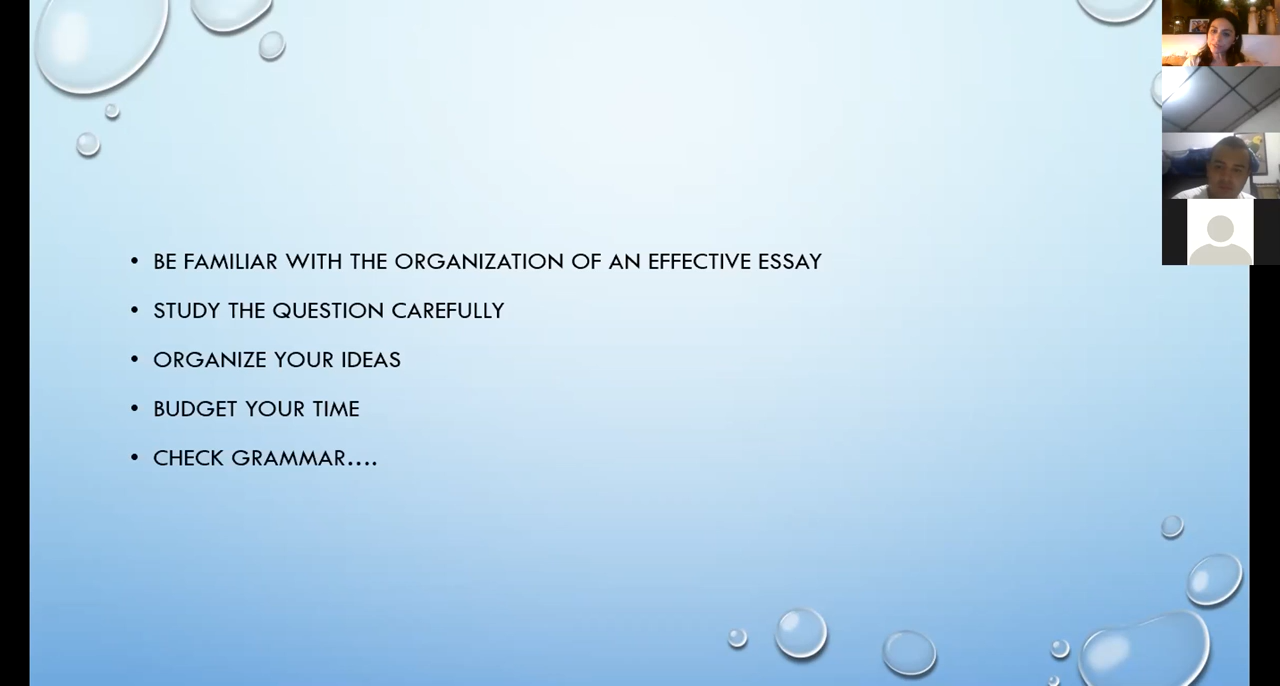 • BE FAMILIAR WITH THE ORGANIZATION OF AN EFFECTIVE ESSAY
• STUDY THE QUESTION CAREFULLY
• ORGANIZE YOUR IDEAS
• BUDGET YOUR TIME
• CHECK GRAMMAR....